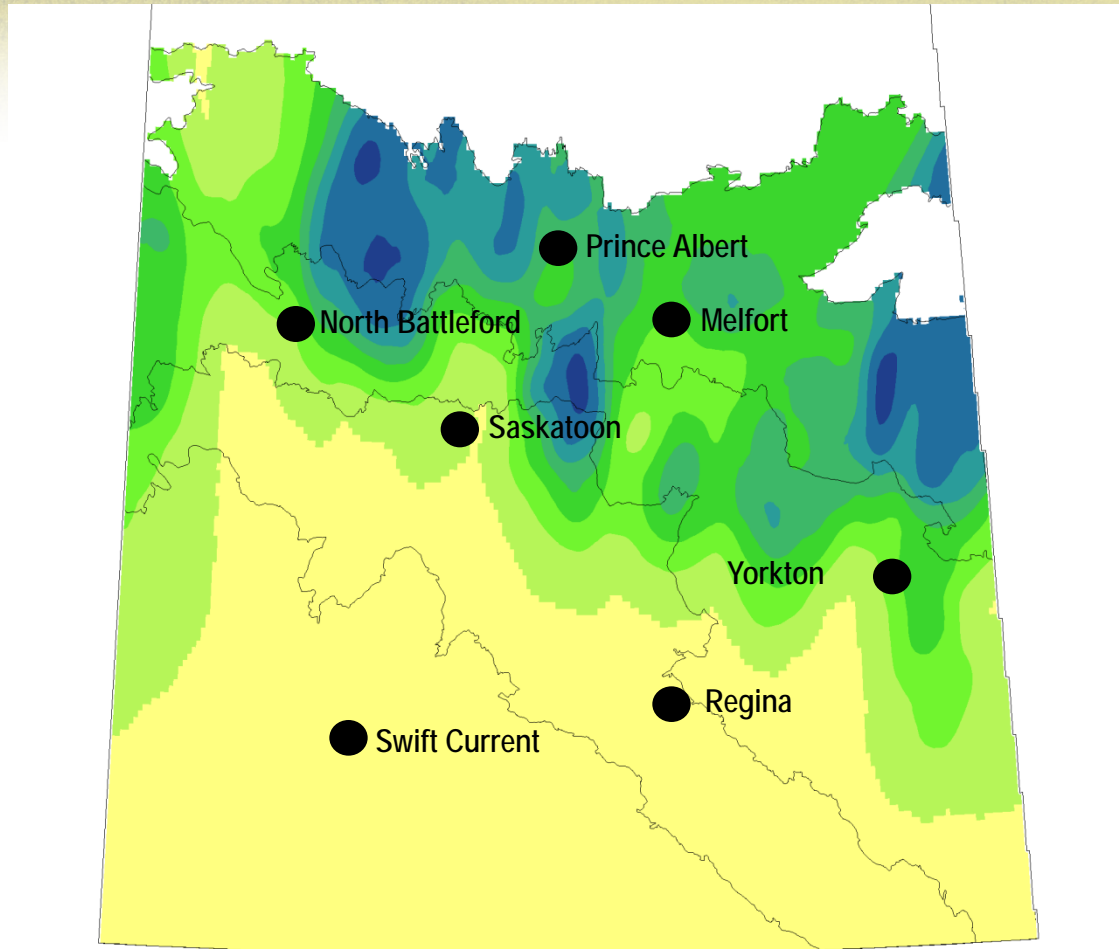 Prince Albert
North Battleford
Melfort
Saskatoon
Yorkton
Regina
Swift Current